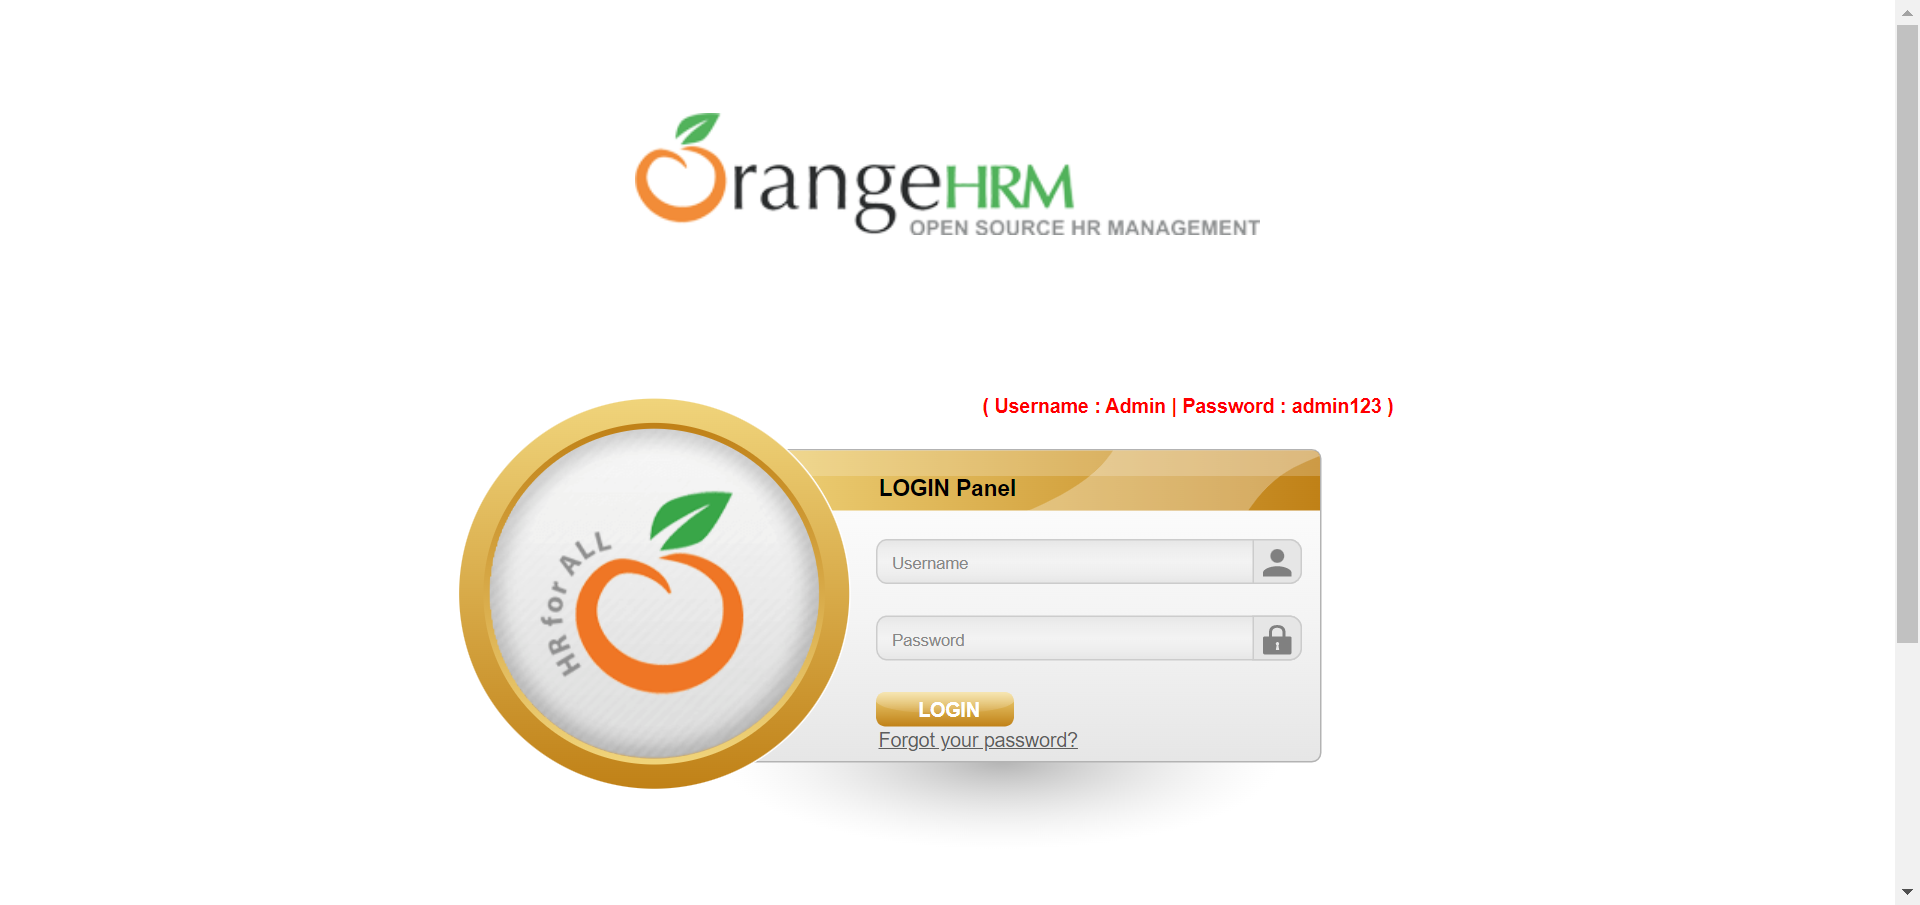 OrangeHRM
OPEN SOURCE HR MANAGEMENT
( Username : Admin | Password : admin123 )
HR for ALL
LOGIN Panel
Username
Password
LOGIN
Forgot your password?